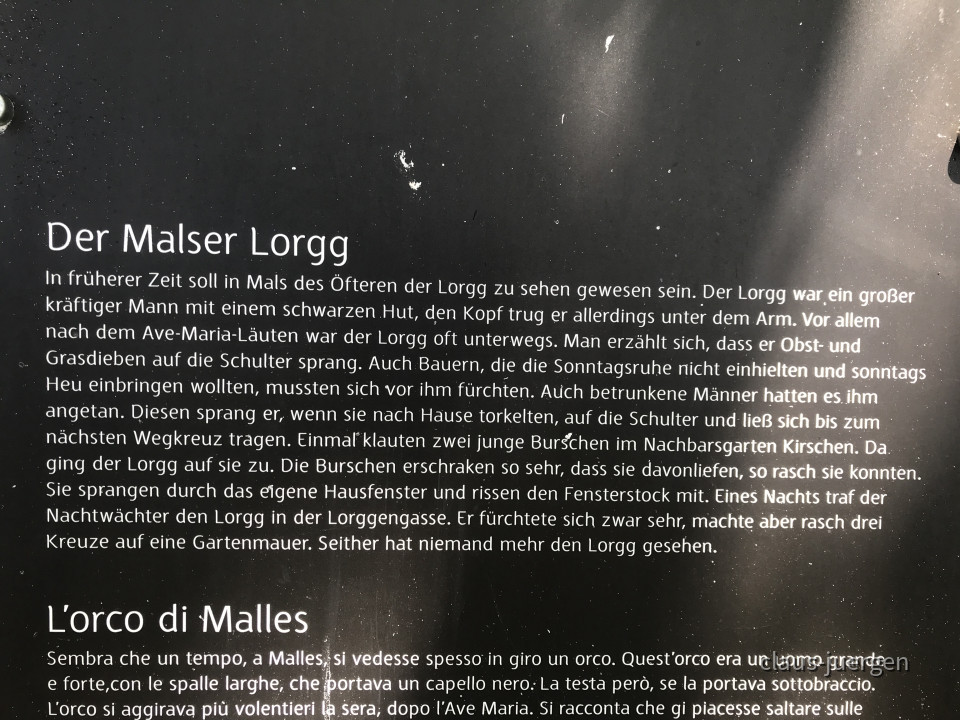 Der Malser Lorgg
In früherer Zeit soll in Mals des Öfteren der Lorgg zu sehen gewesen sein. Der Lorgg war ein großer
kräftiger Mann mit einem schwarzen Hut, den Kopf trug er allerdings unter dem Arm. Vor allem
nach dem Ave-Maria-Läuten war der Lorgg oft unterwegs. Man erzählt sich, dass er Obst- und
Grasdieben auf die Schulter sprang. Auch Bauern, die die Sonntagsruhe nicht einhielten und sonntags
Heu einbringen wollten, mussten sich vor ihm fürchten. Auch betrunkene Männer hatten es ihm
angetan. Diesen sprang er, wenn sie nach Hause torkelten, auf die Schulter und ließ sich bis zum
nächsten Wegkreuz tragen. Einmal klauten zwei junge Burschen im Nachbarsgarten Kirschen. Da
ging der Lorgg auf sie zu. Die Burschen erschraken so sehr, dass sie davonliefen, so rasch sie konnten.
Sie sprangen durch das eigene Hausfenster und rissen den Fensterstock mit. Eines Nachts traf der
Nachtwächter den Lorgg in der Lorggengasse. Er fürchtete sich zwar sehr, machte aber rasch drei
Kreuze auf eine Gartenmauer. Seither hat niemand mehr den Lorgg gesehen.
L'orco di Malles
Sembra che un tempo, a Malles, si vedesse spesso in giro un orco. Quest'orco era un uomo grande
e forte,con le spalle larghe, che portava un capello nero. La testa però, se la portava sottobraccio.
L'orco si aggirava più volentieri la sera, dopo l'Ave Maria. Si racconta che gi piacesse saltare sulle
claus-juergen